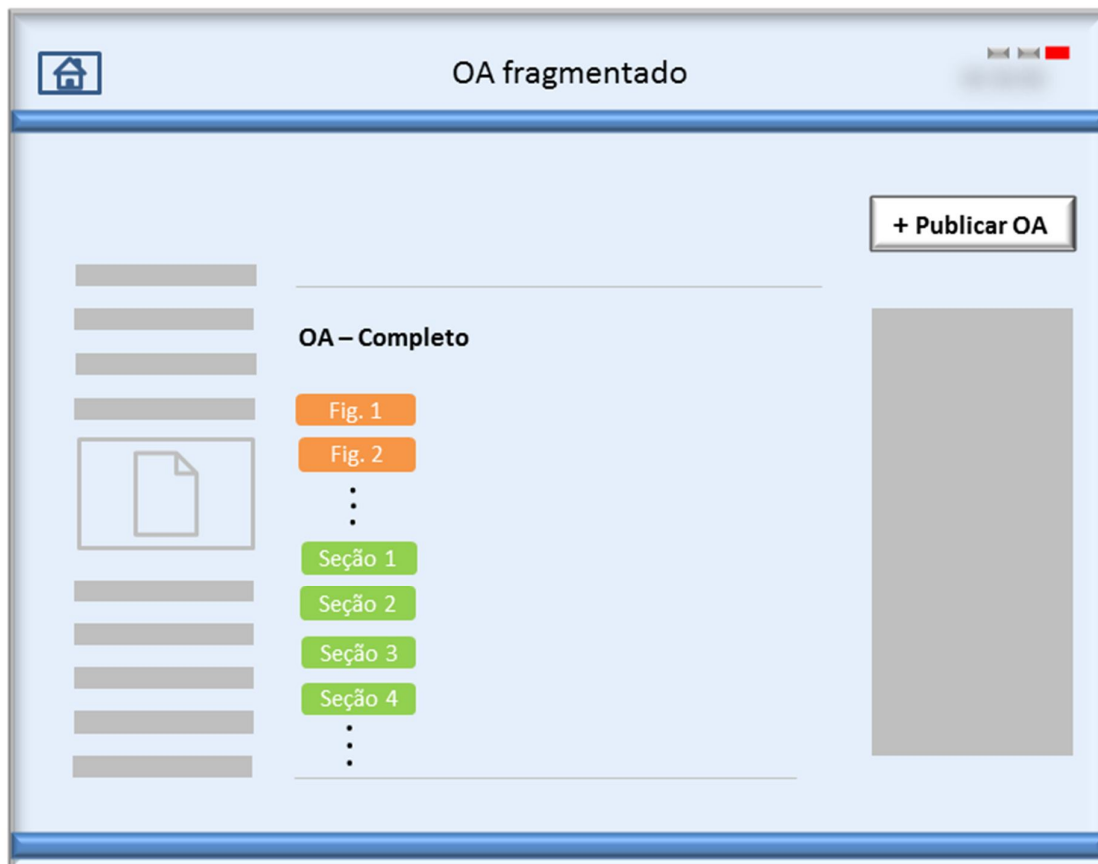 OA fragmentado
+ Publicar OA
OA – Completo
Fig. 1
Fig. 2
Seção 1
Seção 2
Seção 3
Seção 4